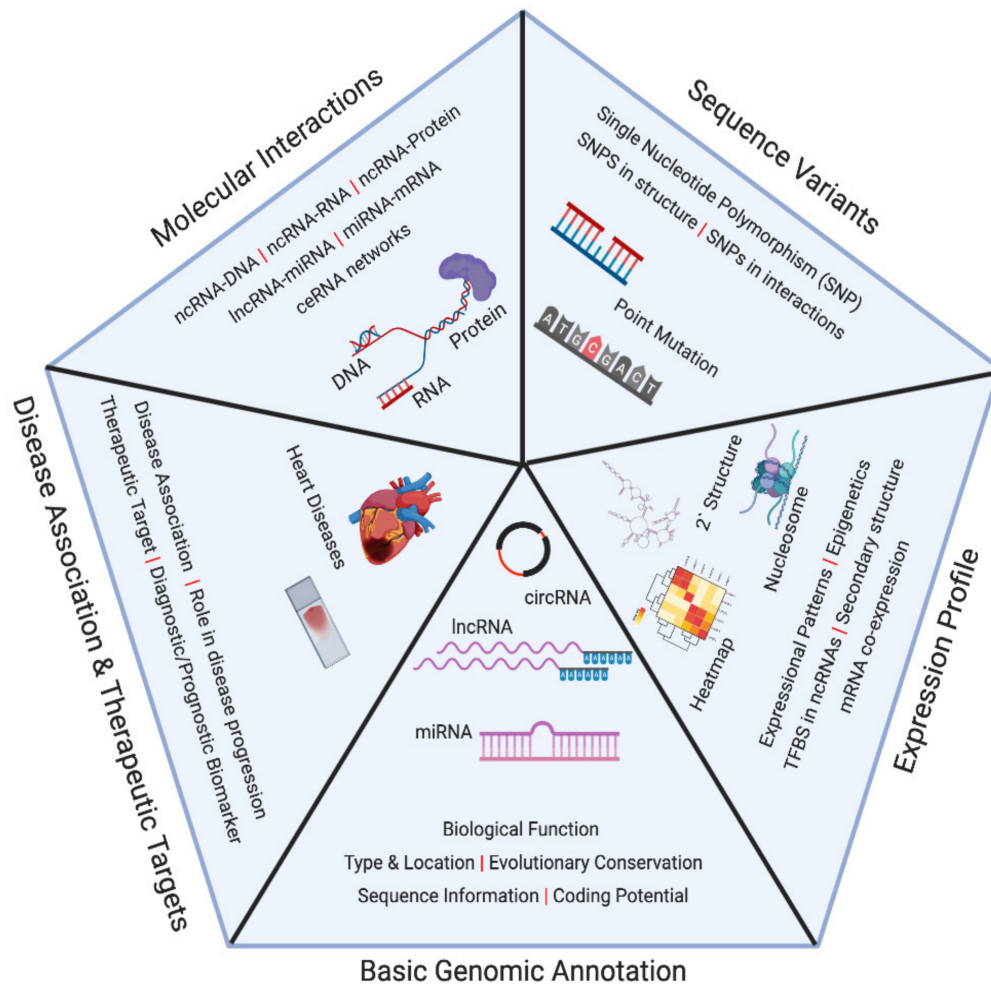 Molecular Interactions
ncRNA-DNA | ncRNA-RNA | ncRNA-Protein
lncRNA-miRNA | miRNA-mRNA
ceRNA networks
DNA
RNA
Protein
Sequence Variants
Single Nucleotide Polymorphism (SNP)
SNPS in structure | SNPs in interactions
Point Mutation
A T G C G A C T
Disease Association & Therapeutic Targets
Disease Association | Role in disease progression
Therapeutic Target | Diagnostic/Prognostic Biomarker
Heart Diseases
Expression Profile
2˚ Structure
Nucleosome
Heatmap
Expressional Patterns | Epigenetics
TFBS in ncRNAs | Secondary structure
mRNA co-expression
circRNA
lncRNA
A A A A A A
A A A A A A
miRNA
Biological Function
Type & Location | Evolutionary Conservation
Sequence Information | Coding Potential
Basic Genomic Annotation